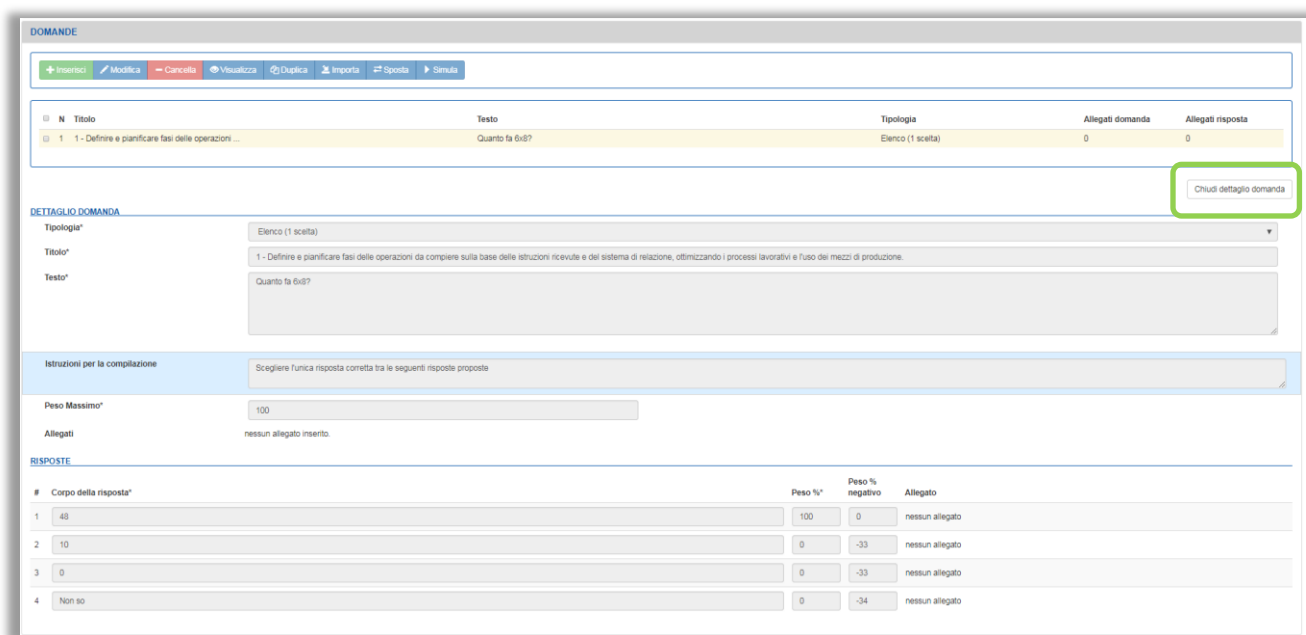 DOMANDE
Inserisci Modifica Cancella Visualizza Duplica Importa Sposta Simula
N Titolo Testo Tipologia Allegati domanda Allegati risposta
1 1 - Definire e pianificare fasi delle operazioni ... Quanto fa 6x8? Elenco (1 scelta) 0 0
Chiudi dettaglio domanda
DETTAGLIO DOMANDA
Tipologia* Elenco (1 scelta)
Titolo* 1 - Definire e pianificare fasi delle operazioni da compiere sulla base delle istruzioni ricevute e del sistema di relazione, ottimizzando i processi lavorativi e l'uso dei mezzi di produzione.
Testo* Quanto fa 6x8?
Istruzioni per la compilazione Scegliere l'unica risposta corretta tra le seguenti risposte proposte
Peso Massimo* 100
Allegati nessun allegato inserito.
RISPOSTE
# Corpo della risposta* Peso %* Peso % negativo Allegato
1 48 100 0 nessun allegato
2 10 0 -33 nessun allegato
3 0 0 -33 nessun allegato
4 Non so 0 -34 nessun allegato